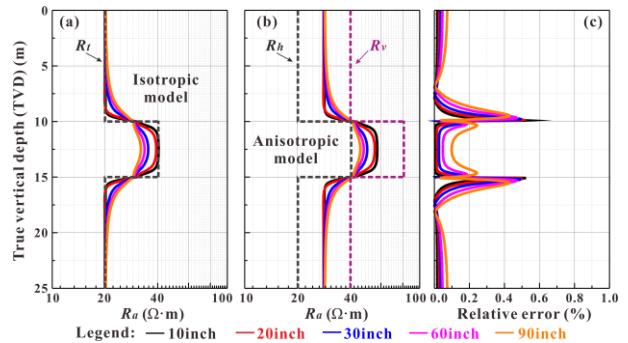 (a) (b) (c)
0
5
10
15
20
25
True vertical depth (TVD) (m)
Rt
Isotropic
model
Rh Rv
Anisotropic
model
10 20 40 100
10 20 40 100
0.0 0.2 0.4 0.6 0.8
Ra (Ω·m) Ra (Ω·m) Relative error (%)
Legend: 10inch 20inch 30inch 60inch 90inch